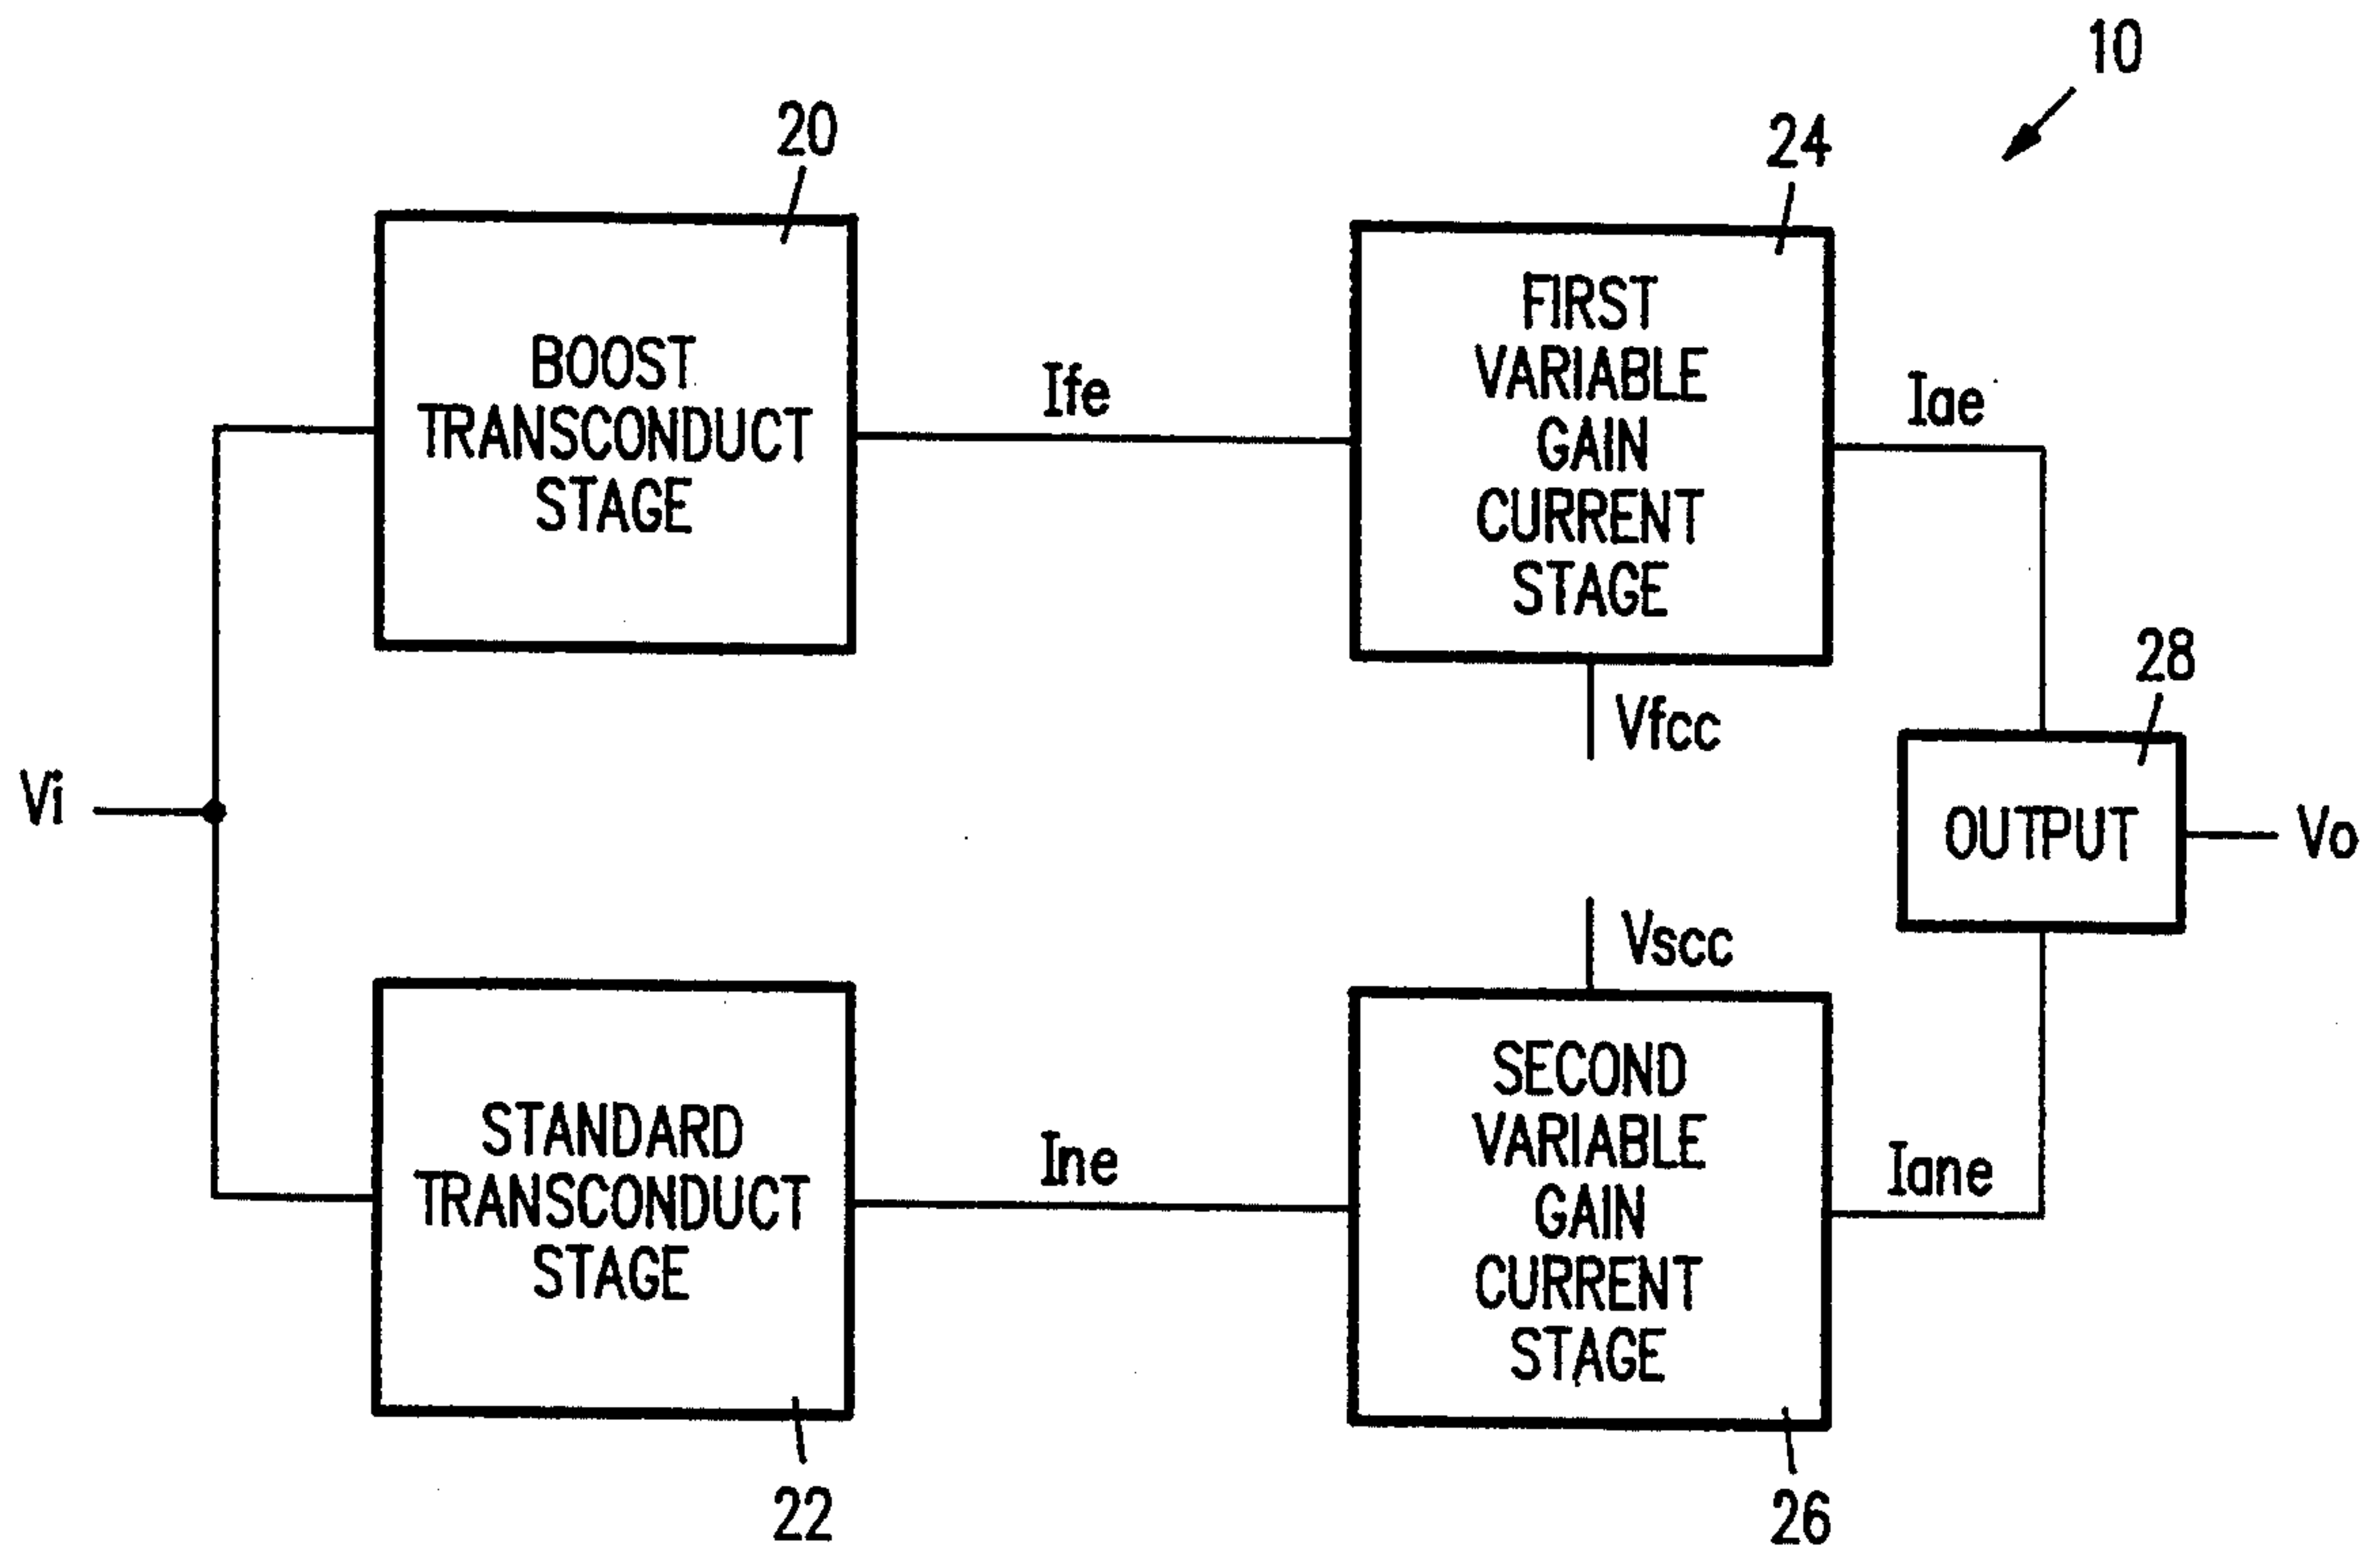 10
20
24
BOOST
TRANSCONDUCT
STAGE
Ife
FIRST
VARIABLE
GAIN
CURRENT
STAGE
Iae
Vfcc
28
Vi
OUTPUT
Vo
Vscc
STANDARD
TRANSCONDUCT
STAGE
Ine
SECOND
VARIABLE
GAIN
CURRENT
STAGE
Iane
22
26